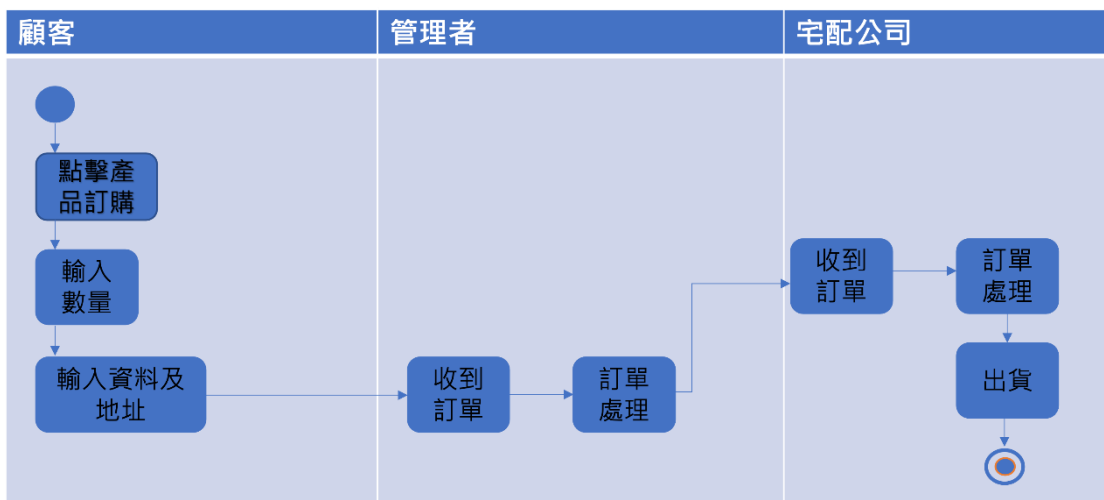 顧客
管理者
宅配公司
點擊產
品訂購
輸入
數量
輸入資料及
地址
收到
訂單
訂單
處理
收到
訂單
訂單
處理
出貨